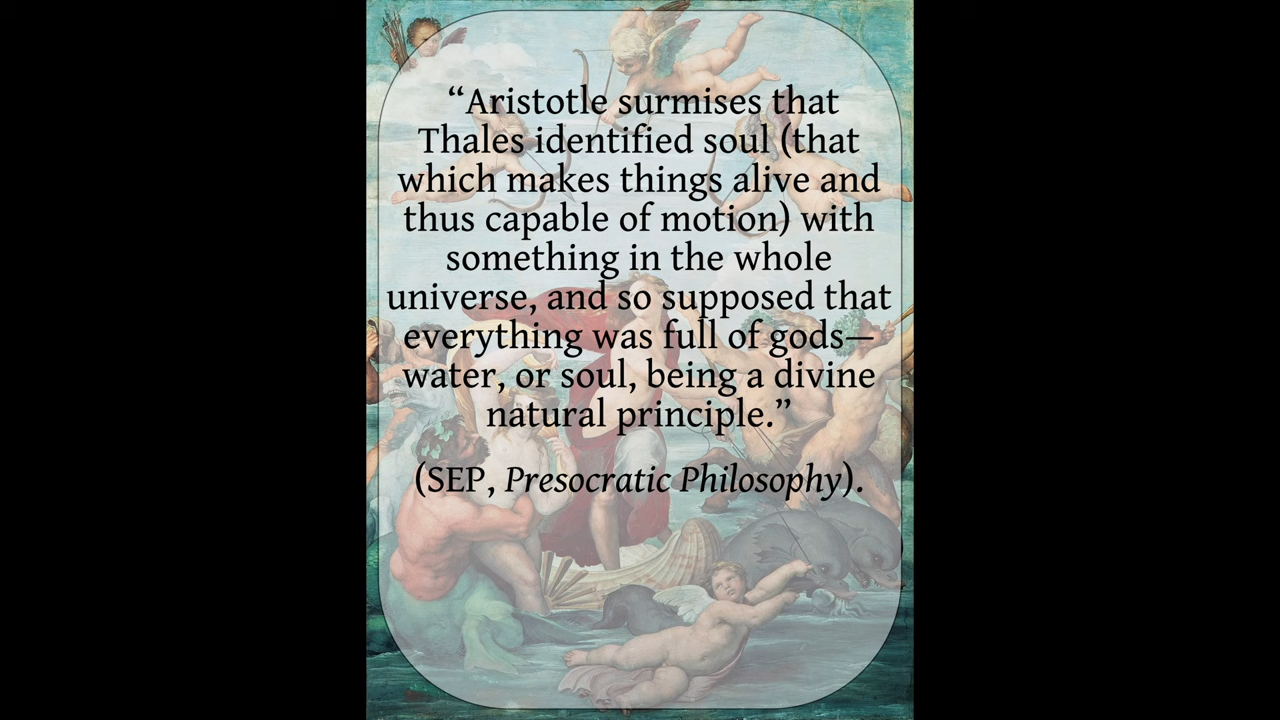 “Aristotle surmises that
Thales identified soul (that
which makes things alive and
thus capable of motion) with
something in the whole
universe, and so supposed that
everything was full of gods—
water, or soul, being a divine
natural principle.”
(SEP, Presocratic Philosophy).